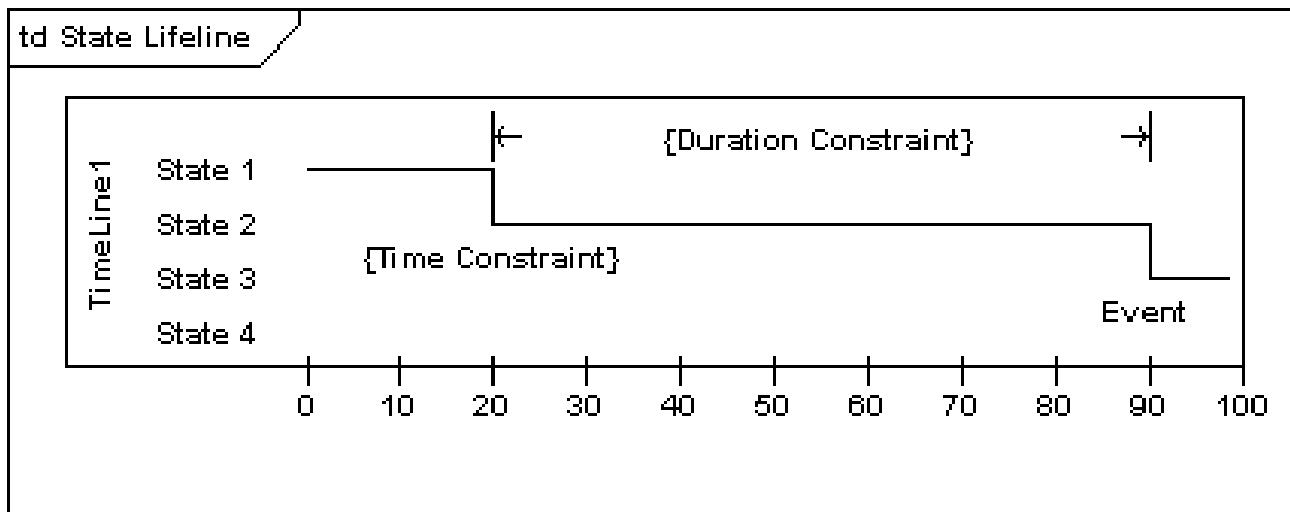 td State Lifeline
{Duration Constraint}
TimeLine1
State 1
State 2
{Time Constraint}
State 3
Event
State 4
0 10 20 30 40 50 60 70 80 90 100